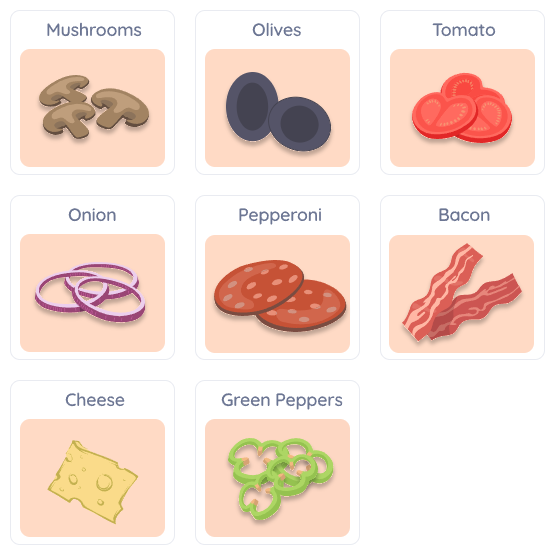 Mushrooms
Olives
Tomato
Onion
Pepperoni
Bacon
Cheese
Green Peppers